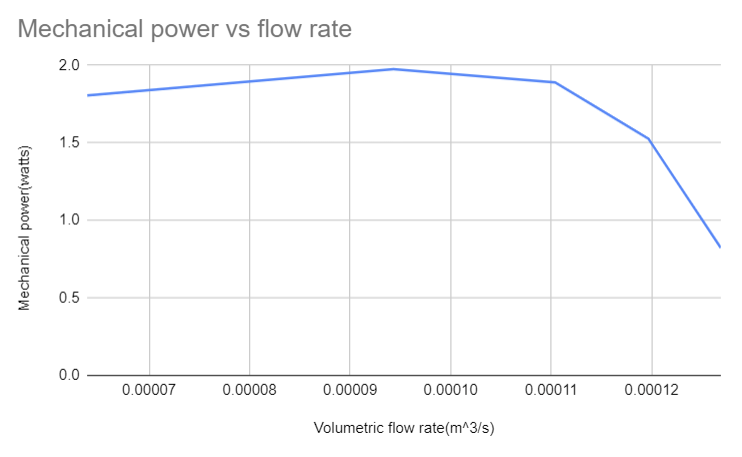 Mechanical power vs flow rate
2.0
1.5
1.0
0.5
0.0
Mechanical power(watts)
0.00007 0.00008 0.00009 0.00010 0.00011 0.00012
Volumetric flow rate(m^3/s)